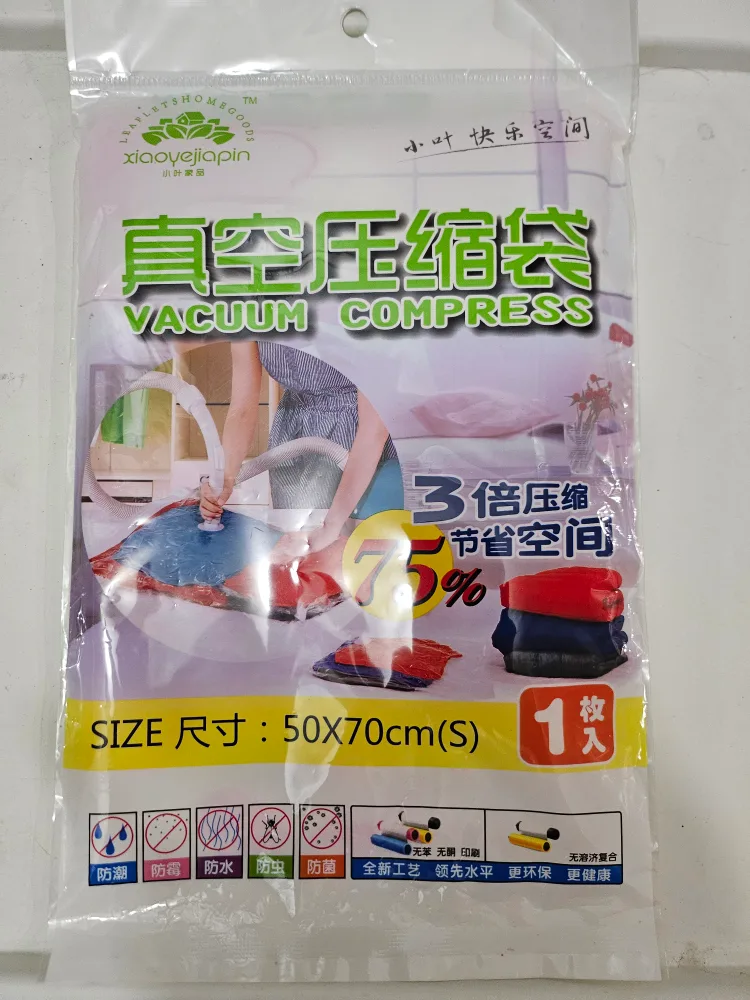 LEAFLETSHOMEGOODS TM
xiaoyejiapin
小叶家品
小叶 快乐空间
真空压缩袋
VACUUM COMPRESS
3倍压缩
节省空间
75%
SIZE 尺寸：50X70cm(S)
1枚入
防潮 防霉 防水 防虫 防菌
无苯 无酮 印刷
全新工艺 领先水平
无溶济复合
更环保 更健康